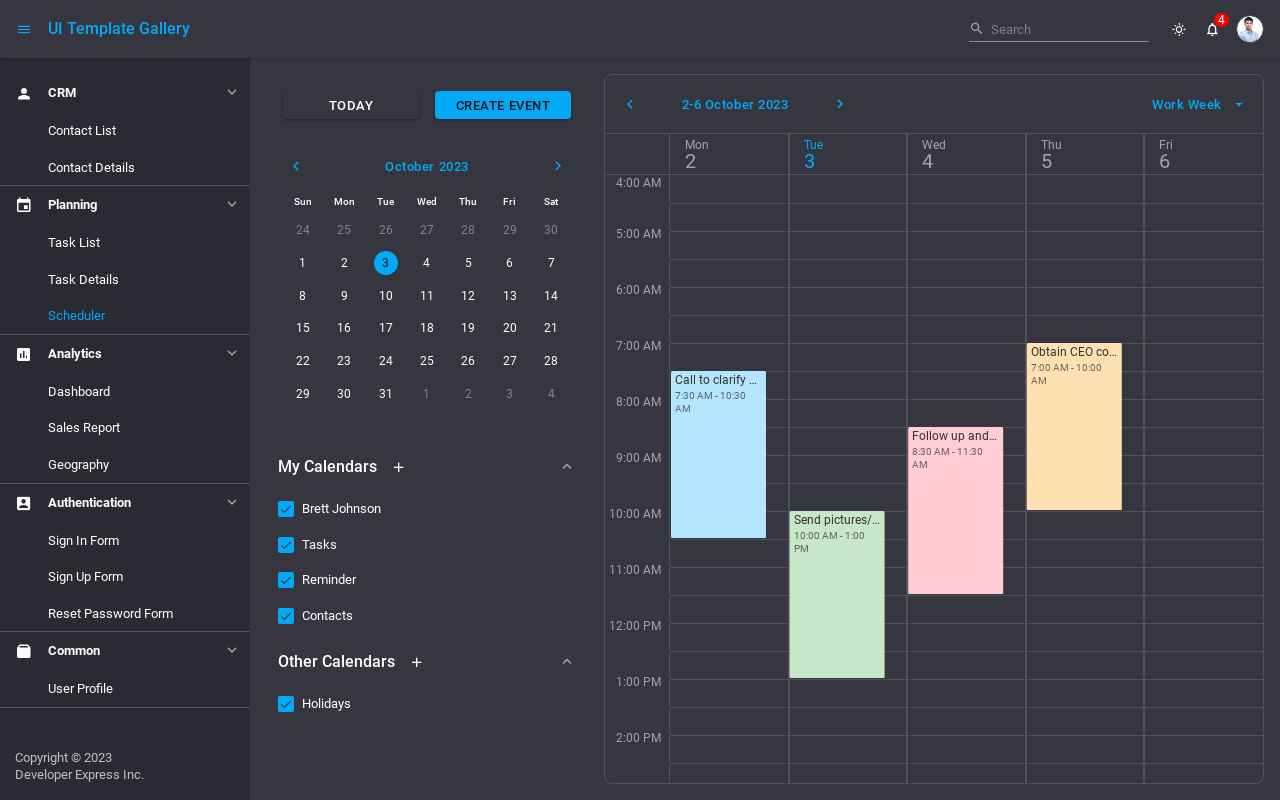 UI Template Gallery
Search
4
CRM
Contact List
Contact Details
Planning
Task List
Task Details
Scheduler
Analytics
Dashboard
Sales Report
Geography
Authentication
Sign In Form
Sign Up Form
Reset Password Form
Common
User Profile
Copyright © 2023
Developer Express Inc.
TODAY CREATE EVENT
October 2023
Sun Mon Tue Wed Thu Fri Sat
24 25 26 27 28 29 30
1 2 3 4 5 6 7
8 9 10 11 12 13 14
15 16 17 18 19 20 21
22 23 24 25 26 27 28
29 30 31 1 2 3 4
My Calendars +
Brett Johnson
Tasks
Reminder
Contacts
Other Calendars +
Holidays
2-6 October 2023
Work Week
Mon Tue Wed Thu Fri
2 3 4 5 6
4:00 AM
5:00 AM
6:00 AM
7:00 AM
8:00 AM
9:00 AM
10:00 AM
11:00 AM
12:00 PM
1:00 PM
2:00 PM
Call to clarify ...
7:30 AM - 10:30
AM
Send pictures/...
10:00 AM - 1:00
PM
Follow up and...
8:30 AM - 11:30
AM
Obtain CEO co...
7:00 AM - 10:00
AM